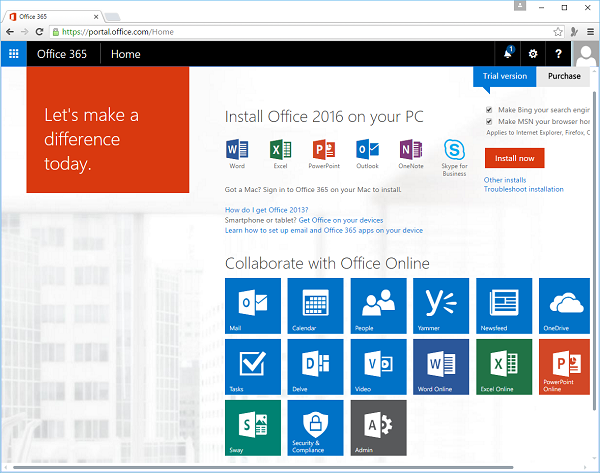 Office 365
https://portal.office.com/Home
Office 365 Home
1
?
Trial version Purchase
Let's make a
difference
today.
Install Office 2016 on your PC
Word Excel PowerPoint Outlook OneNote Skype for
Business
Make Bing your search engir
Make MSN your browser hom
Applies to Internet Explorer, Firefox, C
Install now
Other installs
Troubleshoot installation
Got a Mac? Sign in to Office 365 on your Mac to install.
How do I get Office 2013?
Smartphone or tablet? Get Office on your devices
Learn how to set up email and Office 365 apps on your device
Collaborate with Office Online
Mail Calendar People Yammer Newsfeed OneDrive
Tasks Delve Video Word Online Excel Online PowerPoint
Online
Sway Security &
Compliance Admin